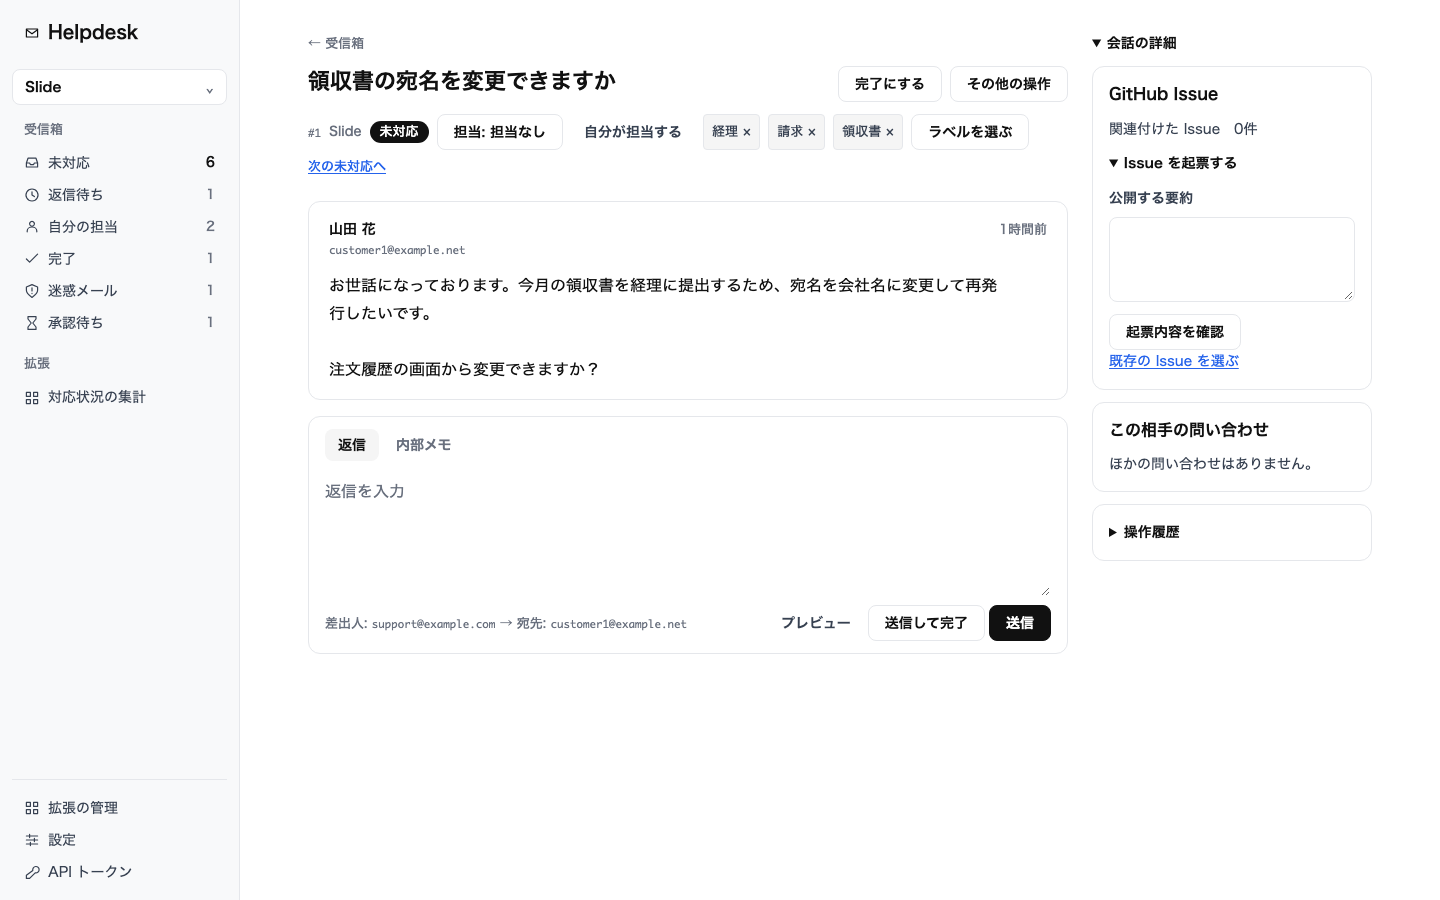 Helpdesk
Slide
受信箱
未対応 6
返信待ち 1
自分の担当 2
完了 1
迷惑メール 1
承認待ち 1
拡張
対応状況の集計
拡張の管理
設定
API トークン
← 受信箱
領収書の宛名を変更できますか
完了にする
その他の操作
#1 Slide 未対応 担当: 担当なし 自分が担当する 経理 × 請求 × 領収書 × ラベルを選ぶ
次の未対応へ
山田 花 1時間前
customer1@example.net
お世話になっております。今月の領収書を経理に提出するため、宛名を会社名に変更して再発
行したいです。
注文履歴の画面から変更できますか？
返信 内部メモ
返信を入力
差出人: support@example.com → 宛先: customer1@example.net プレビュー 送信して完了 送信
▼ 会話の詳細
GitHub Issue
関連付けた Issue 0件
▼ Issue を起票する
公開する要約
起票内容を確認
既存の Issue を選ぶ
この相手の問い合わせ
ほかの問い合わせはありません。
▶ 操作履歴